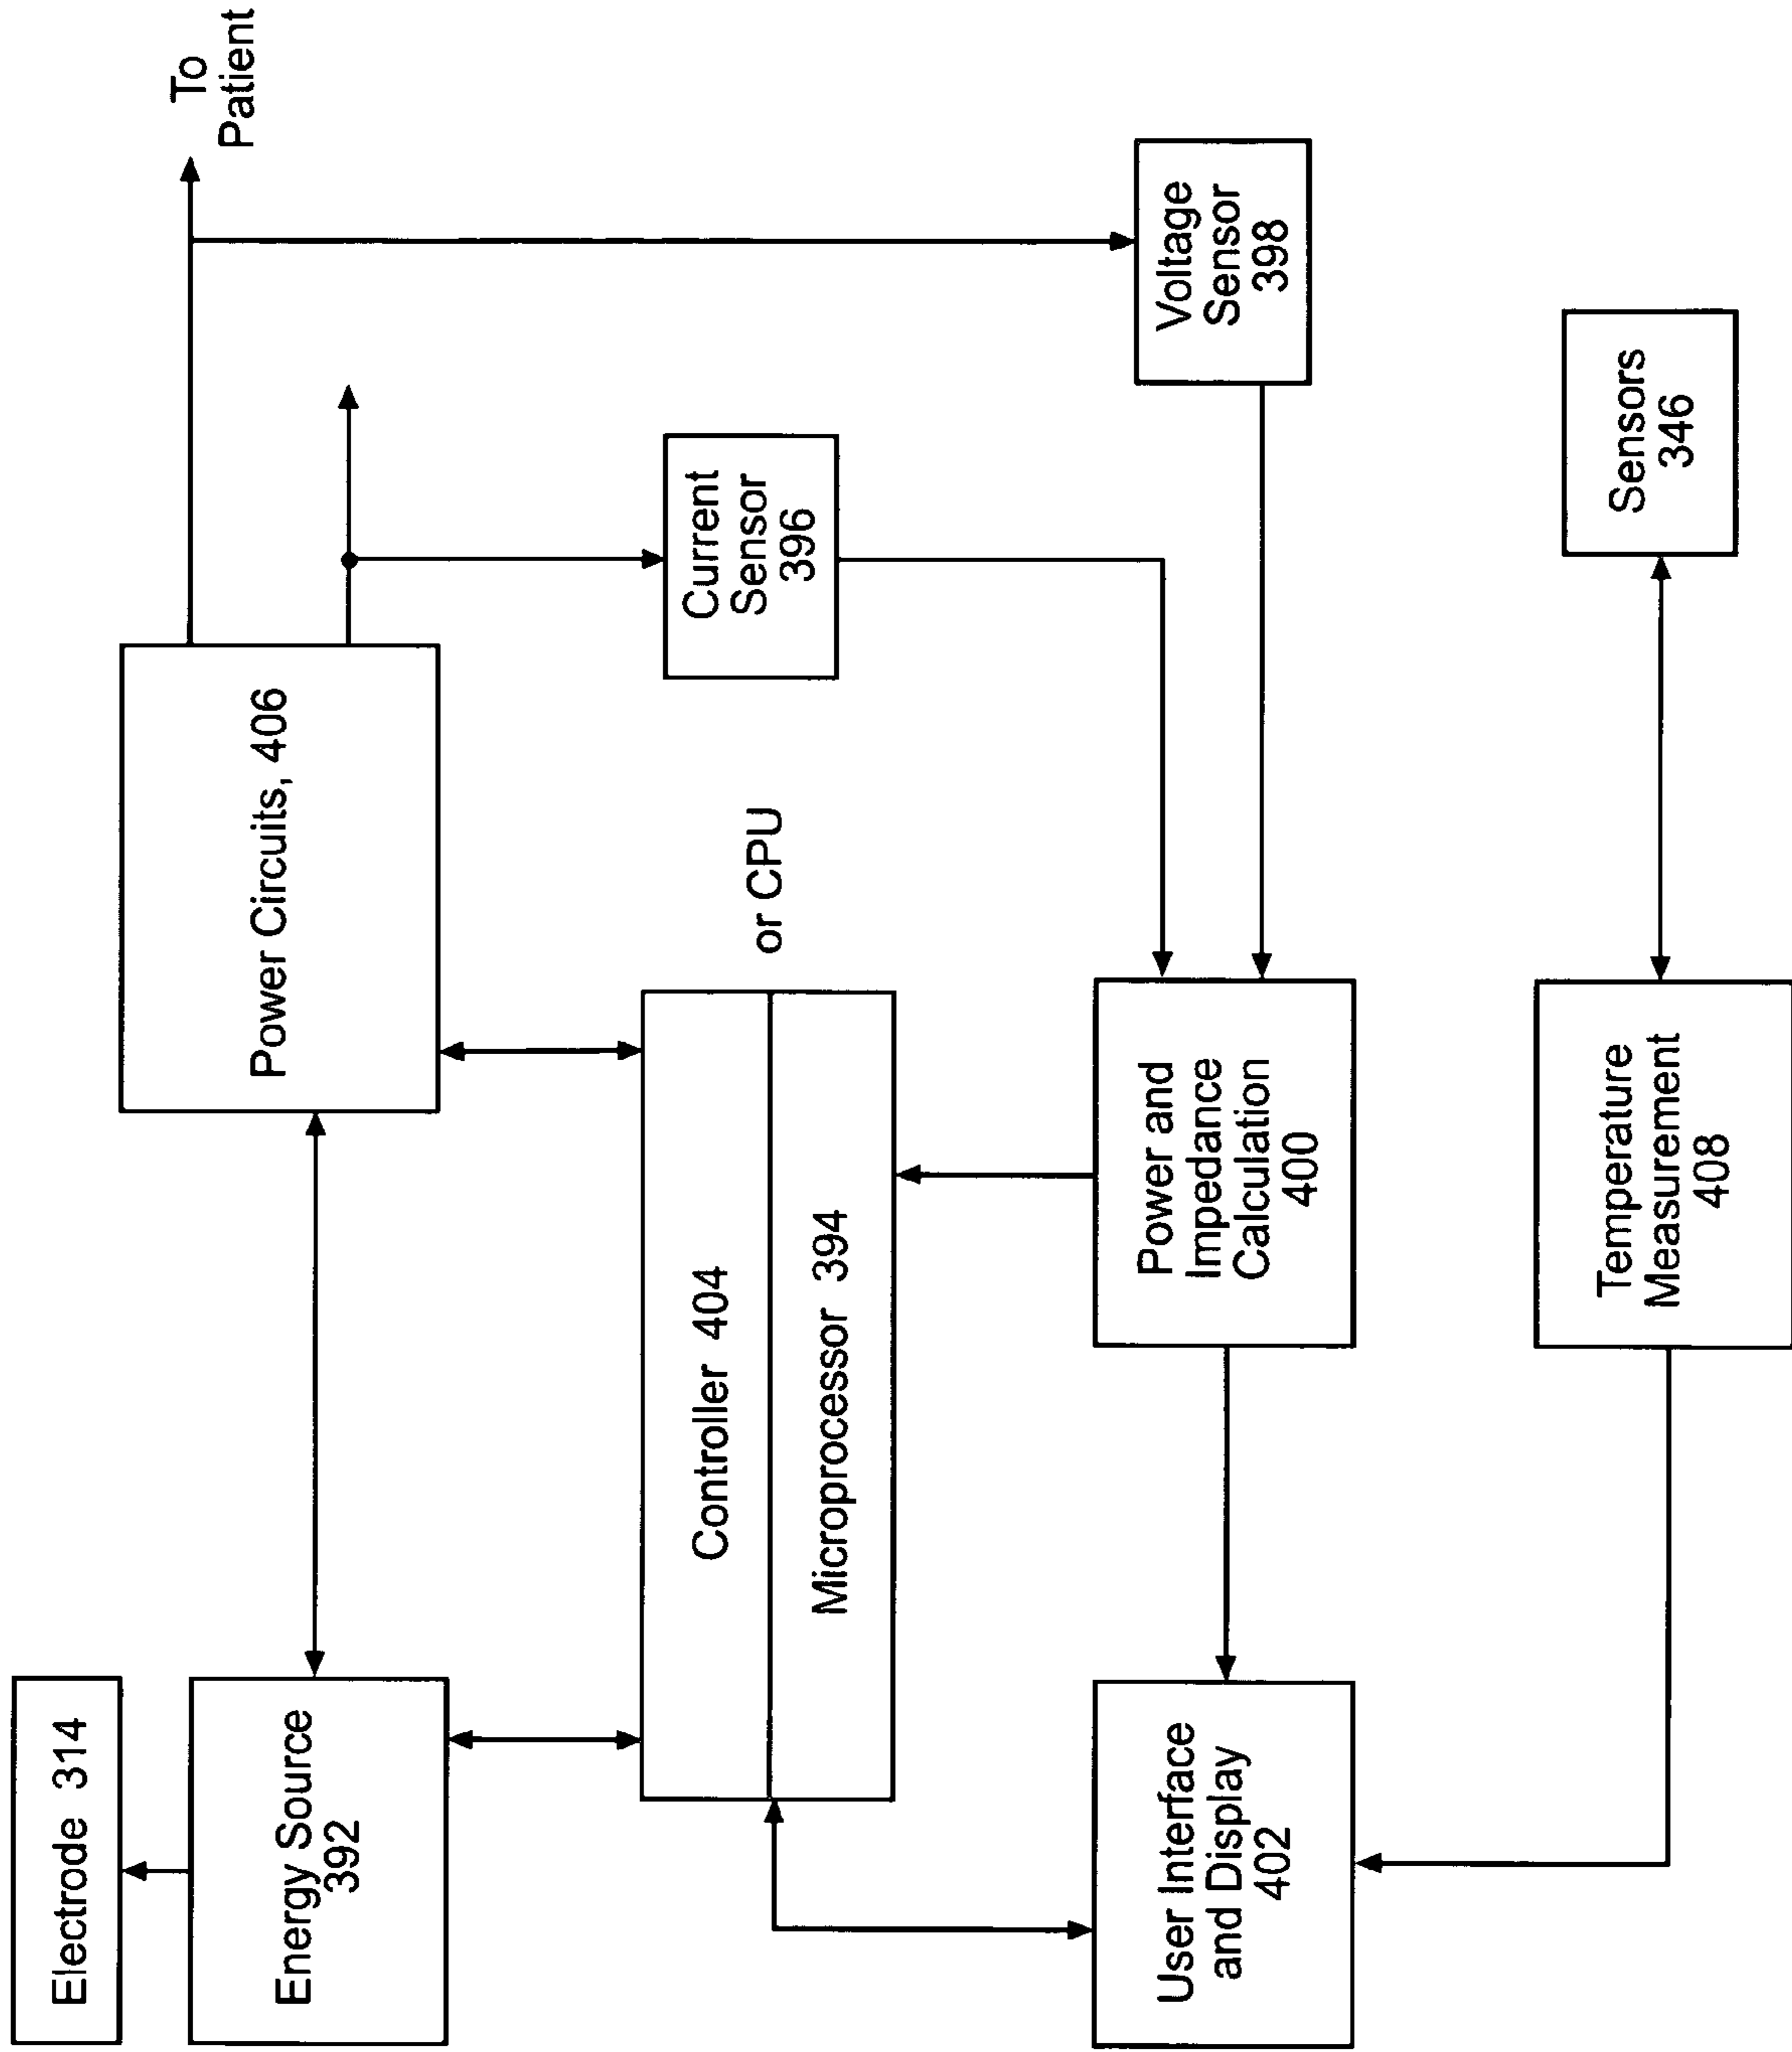 Electrode 314
Energy Source
392
Power Circuits, 406
To
Patient
Controller 404
Microprocessor 394
or CPU
Current
Sensor
396
User Interface
and Display
402
Power and
Impedance
Calculation
400
Voltage
Sensor
398
Temperature
Measurement
408
Sensors
346